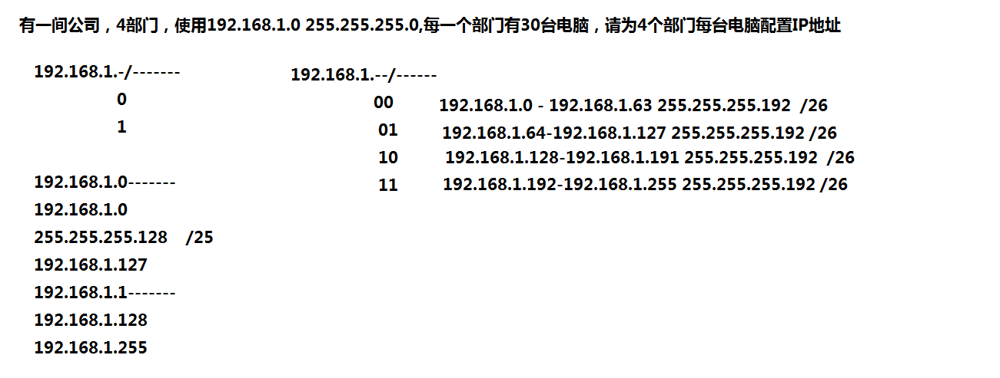 有一间公司，4部门，使用192.168.1.0 255.255.255.0,每一个部门有30台电脑，请为4个部门每台电脑配置IP地址
192.168.1.-/-------
0
1
192.168.1.0-------
192.168.1.0
255.255.255.128 /25
192.168.1.127
192.168.1.1-------
192.168.1.128
192.168.1.255
192.168.1.--/------
00 192.168.1.0 - 192.168.1.63 255.255.255.192 /26
01 192.168.1.64-192.168.1.127 255.255.255.192 /26
10 192.168.1.128-192.168.1.191 255.255.255.192 /26
11 192.168.1.192-192.168.1.255 255.255.255.192 /26